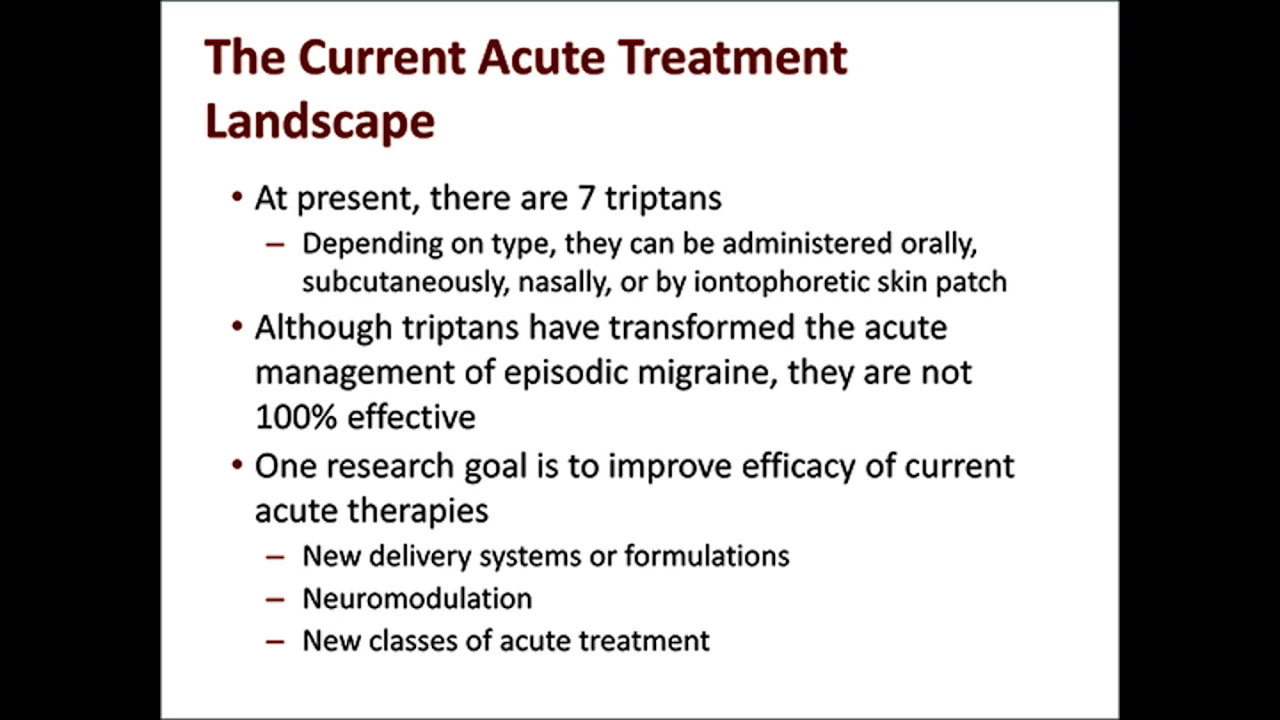 The Current Acute Treatment
Landscape
• At present, there are 7 triptans
– Depending on type, they can be administered orally,
subcutaneously, nasally, or by iontophoretic skin patch
• Although triptans have transformed the acute
management of episodic migraine, they are not
100% effective
• One research goal is to improve efficacy of current
acute therapies
– New delivery systems or formulations
– Neuromodulation
– New classes of acute treatment